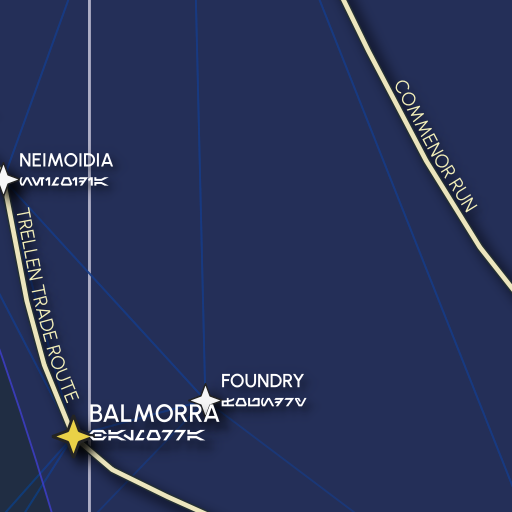 COMMENOR RUN
NEIMOIDIA
TRELLEN TRADE ROUTE
FOUNDRY
BALMORRA